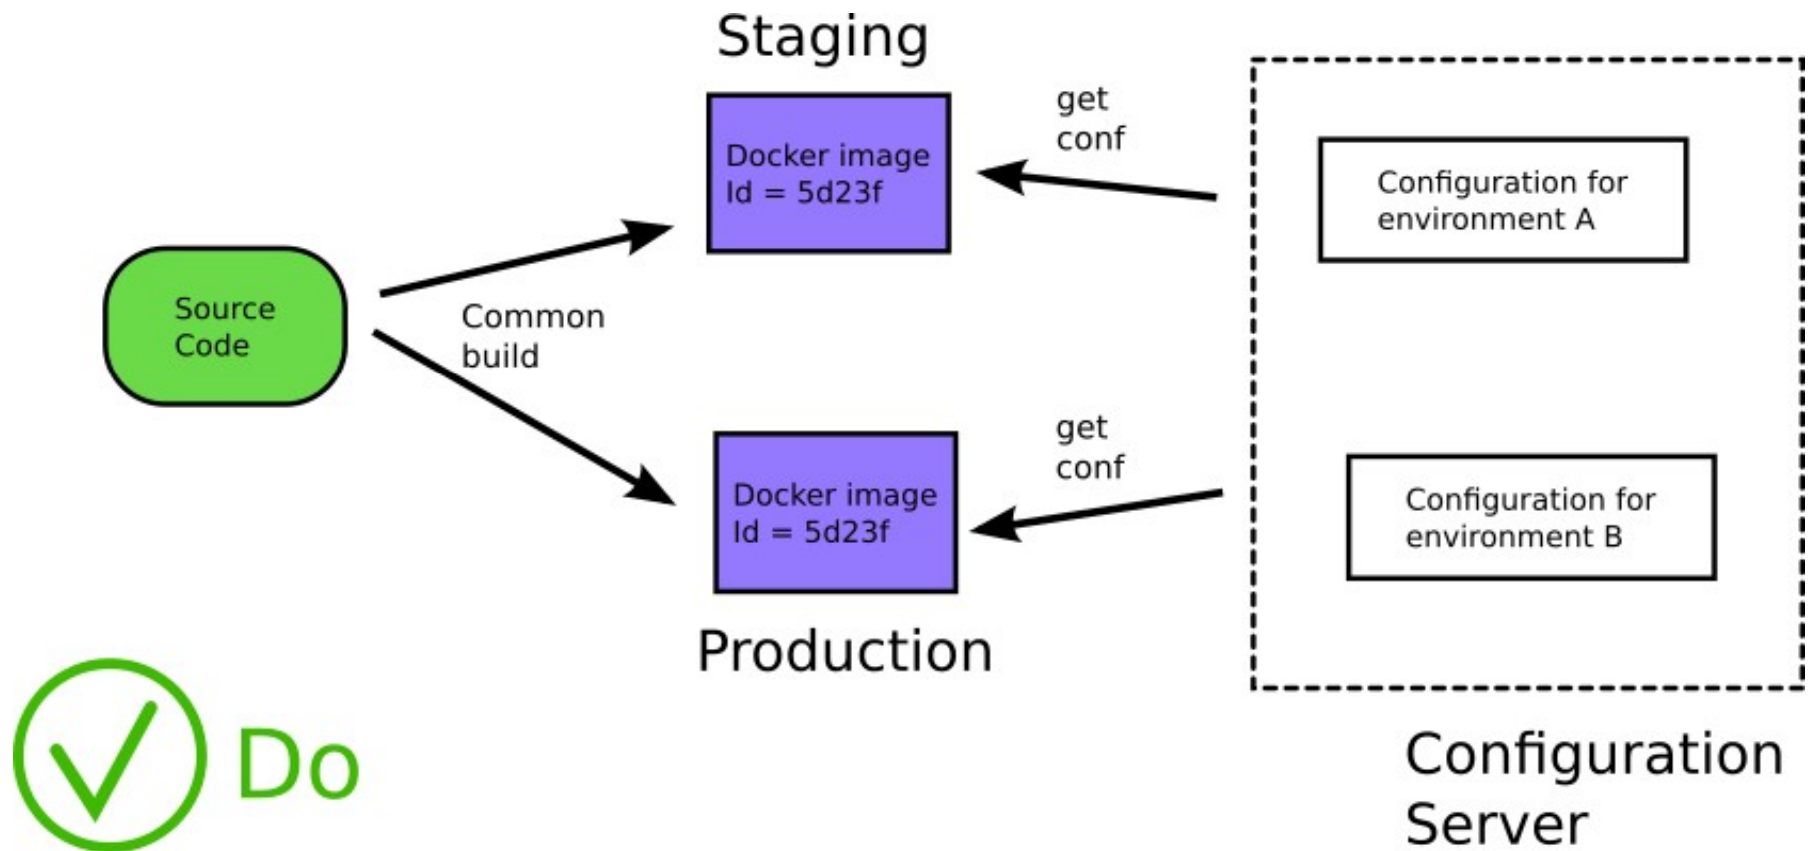 Staging
Docker image
Id = 5d23f
get
conf
Configuration for
environment A
Source
Code
Common
build
Docker image
Id = 5d23f
get
conf
Configuration for
environment B
Production
Do
Configuration
Server